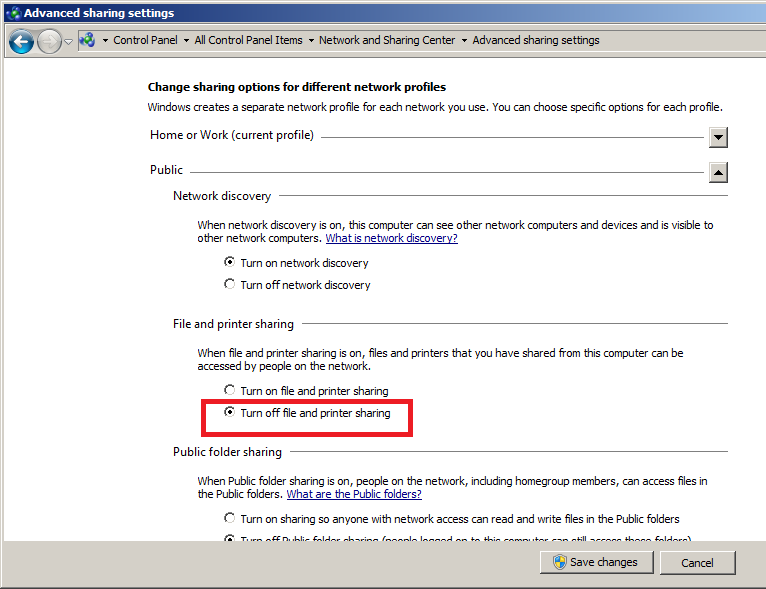 Advanced sharing settings
Control Panel All Control Panel Items Network and Sharing Center Advanced sharing settings
Change sharing options for different network profiles
Windows creates a separate network profile for each network you use. You can choose specific options for each profile.
Home or Work (current profile)
Public
Network discovery
When network discovery is on, this computer can see other network computers and devices and is visible to
other network computers. What is network discovery?
Turn on network discovery
Turn off network discovery
File and printer sharing
When file and printer sharing is on, files and printers that you have shared from this computer can be
accessed by people on the network.
Turn on file and printer sharing
Turn off file and printer sharing
Public folder sharing
When Public folder sharing is on, people on the network, including homegroup members, can access files in
the Public folders. What are the Public folders?
Turn on sharing so anyone with network access can read and write files in the Public folders
Turn off Public folder sharing (people logged on to this computer can still access these folders)
Save changes Cancel